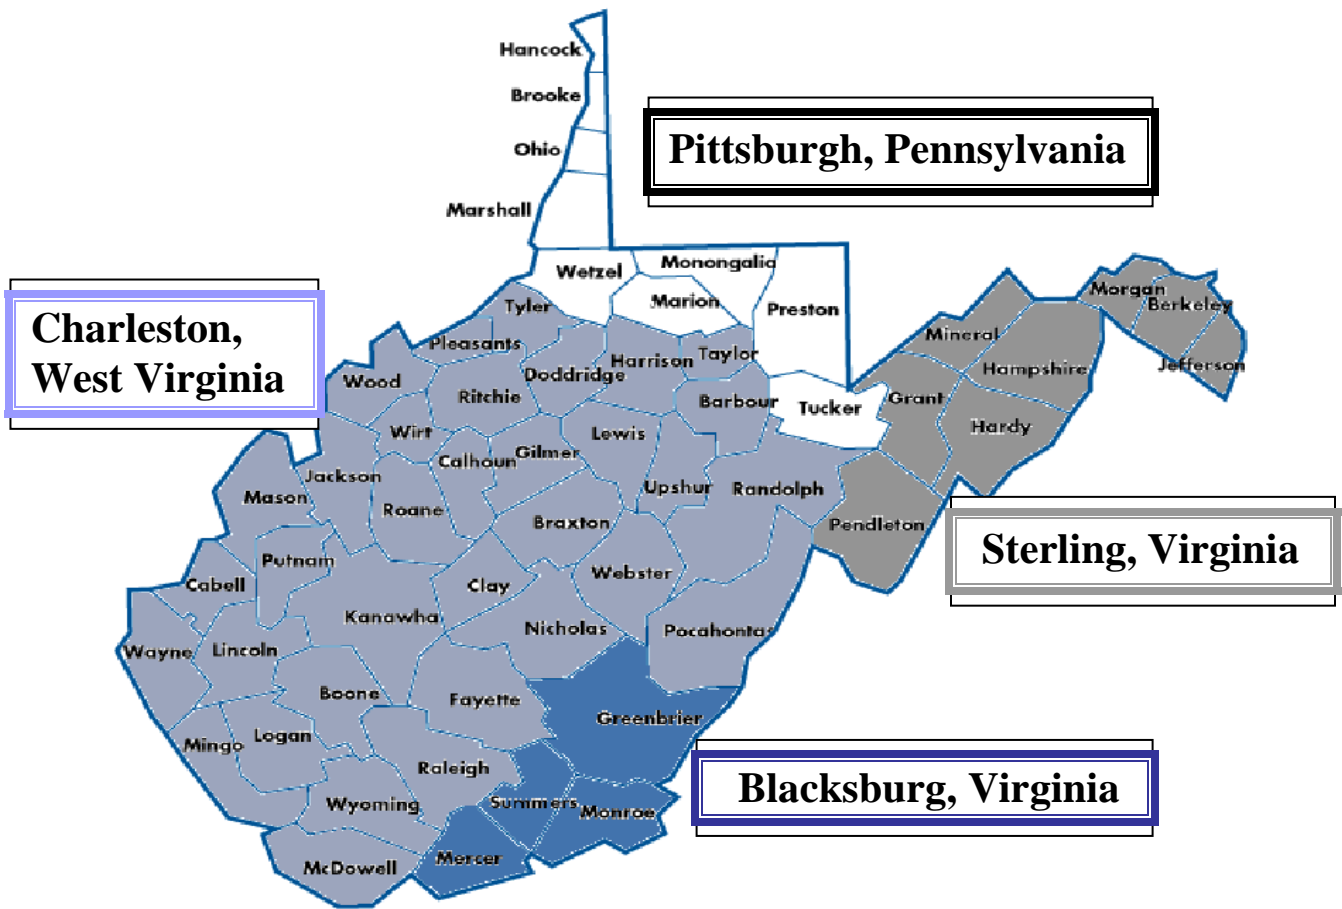 Hancock
Brooke
Pittsburgh, Pennsylvania
Ohio
Marshall
Wetzel
Monongalia
Marion
Preston
Morgan
Berkeley
Jefferson
Mineral
Hampshire
Grant
Hardy
Pendleton
Charleston,
West Virginia
Tyler
Pleasants
Doddridge
Harrison
Taylor
Wood
Ritchie
Barbour
Tucker
Wirt
Calhoun
Gilmer
Lewis
Upshur
Randolph
Jackson
Mason
Roane
Braxton
Sterling, Virginia
Putnam
Cabell
Clay
Webster
Kanawha
Nicholas
Pocahontas
Wayne
Lincoln
Boone
Fayette
Greenbrier
Mingo
Logan
Raleigh
Wyoming
Summers
Monroe
Blacksburg, Virginia
McDowell
Mercer